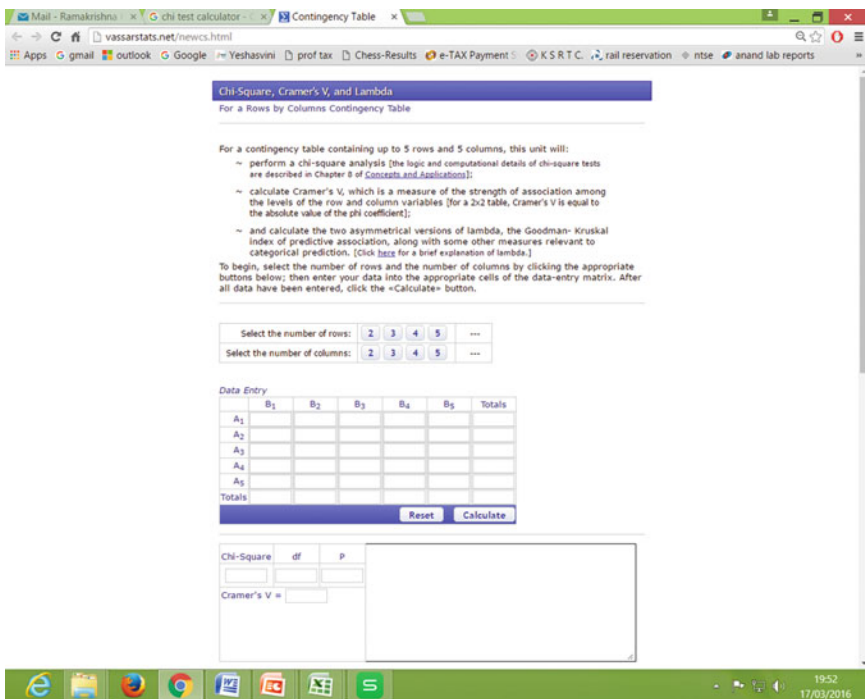 Mail - Ramakrishna
chi test calculator - G
Contingency Table
vassarstats.net/newcs.html
Apps G gmail outlook G Google Yeshasvini prof tax Chess-Results e-TAX Payment S K S R T C. rail reservation ntse anand lab reports »
Chi-Square, Cramer's V, and Lambda
For a Rows by Columns Contingency Table
For a contingency table containing up to 5 rows and 5 columns, this unit will:
~ perform a chi-square analysis [the logic and computational details of chi-square tests
are described in Chapter 8 of Concepts and Applications];
~ calculate Cramer's V, which is a measure of the strength of association among
the levels of the row and column variables [for a 2x2 table, Cramer's V is equal to
the absolute value of the phi coefficient];
~ and calculate the two asymmetrical versions of lambda, the Goodman- Kruskal
index of predictive association, along with some other measures relevant to
categorical prediction. [Click here for a brief explanation of lambda.]
To begin, select the number of rows and the number of columns by clicking the appropriate
buttons below; then enter your data into the appropriate cells of the data-entry matrix. After
all data have been entered, click the «Calculate» button.
Select the number of rows: 2 3 4 5 ---
Select the number of columns: 2 3 4 5 ---
Data Entry
B1 B2 B3 B4 B5 Totals
A1
A2
A3
A4
A5
Totals
Reset Calculate
Chi-Square df P
Cramer's V =
19:52
17/03/2016